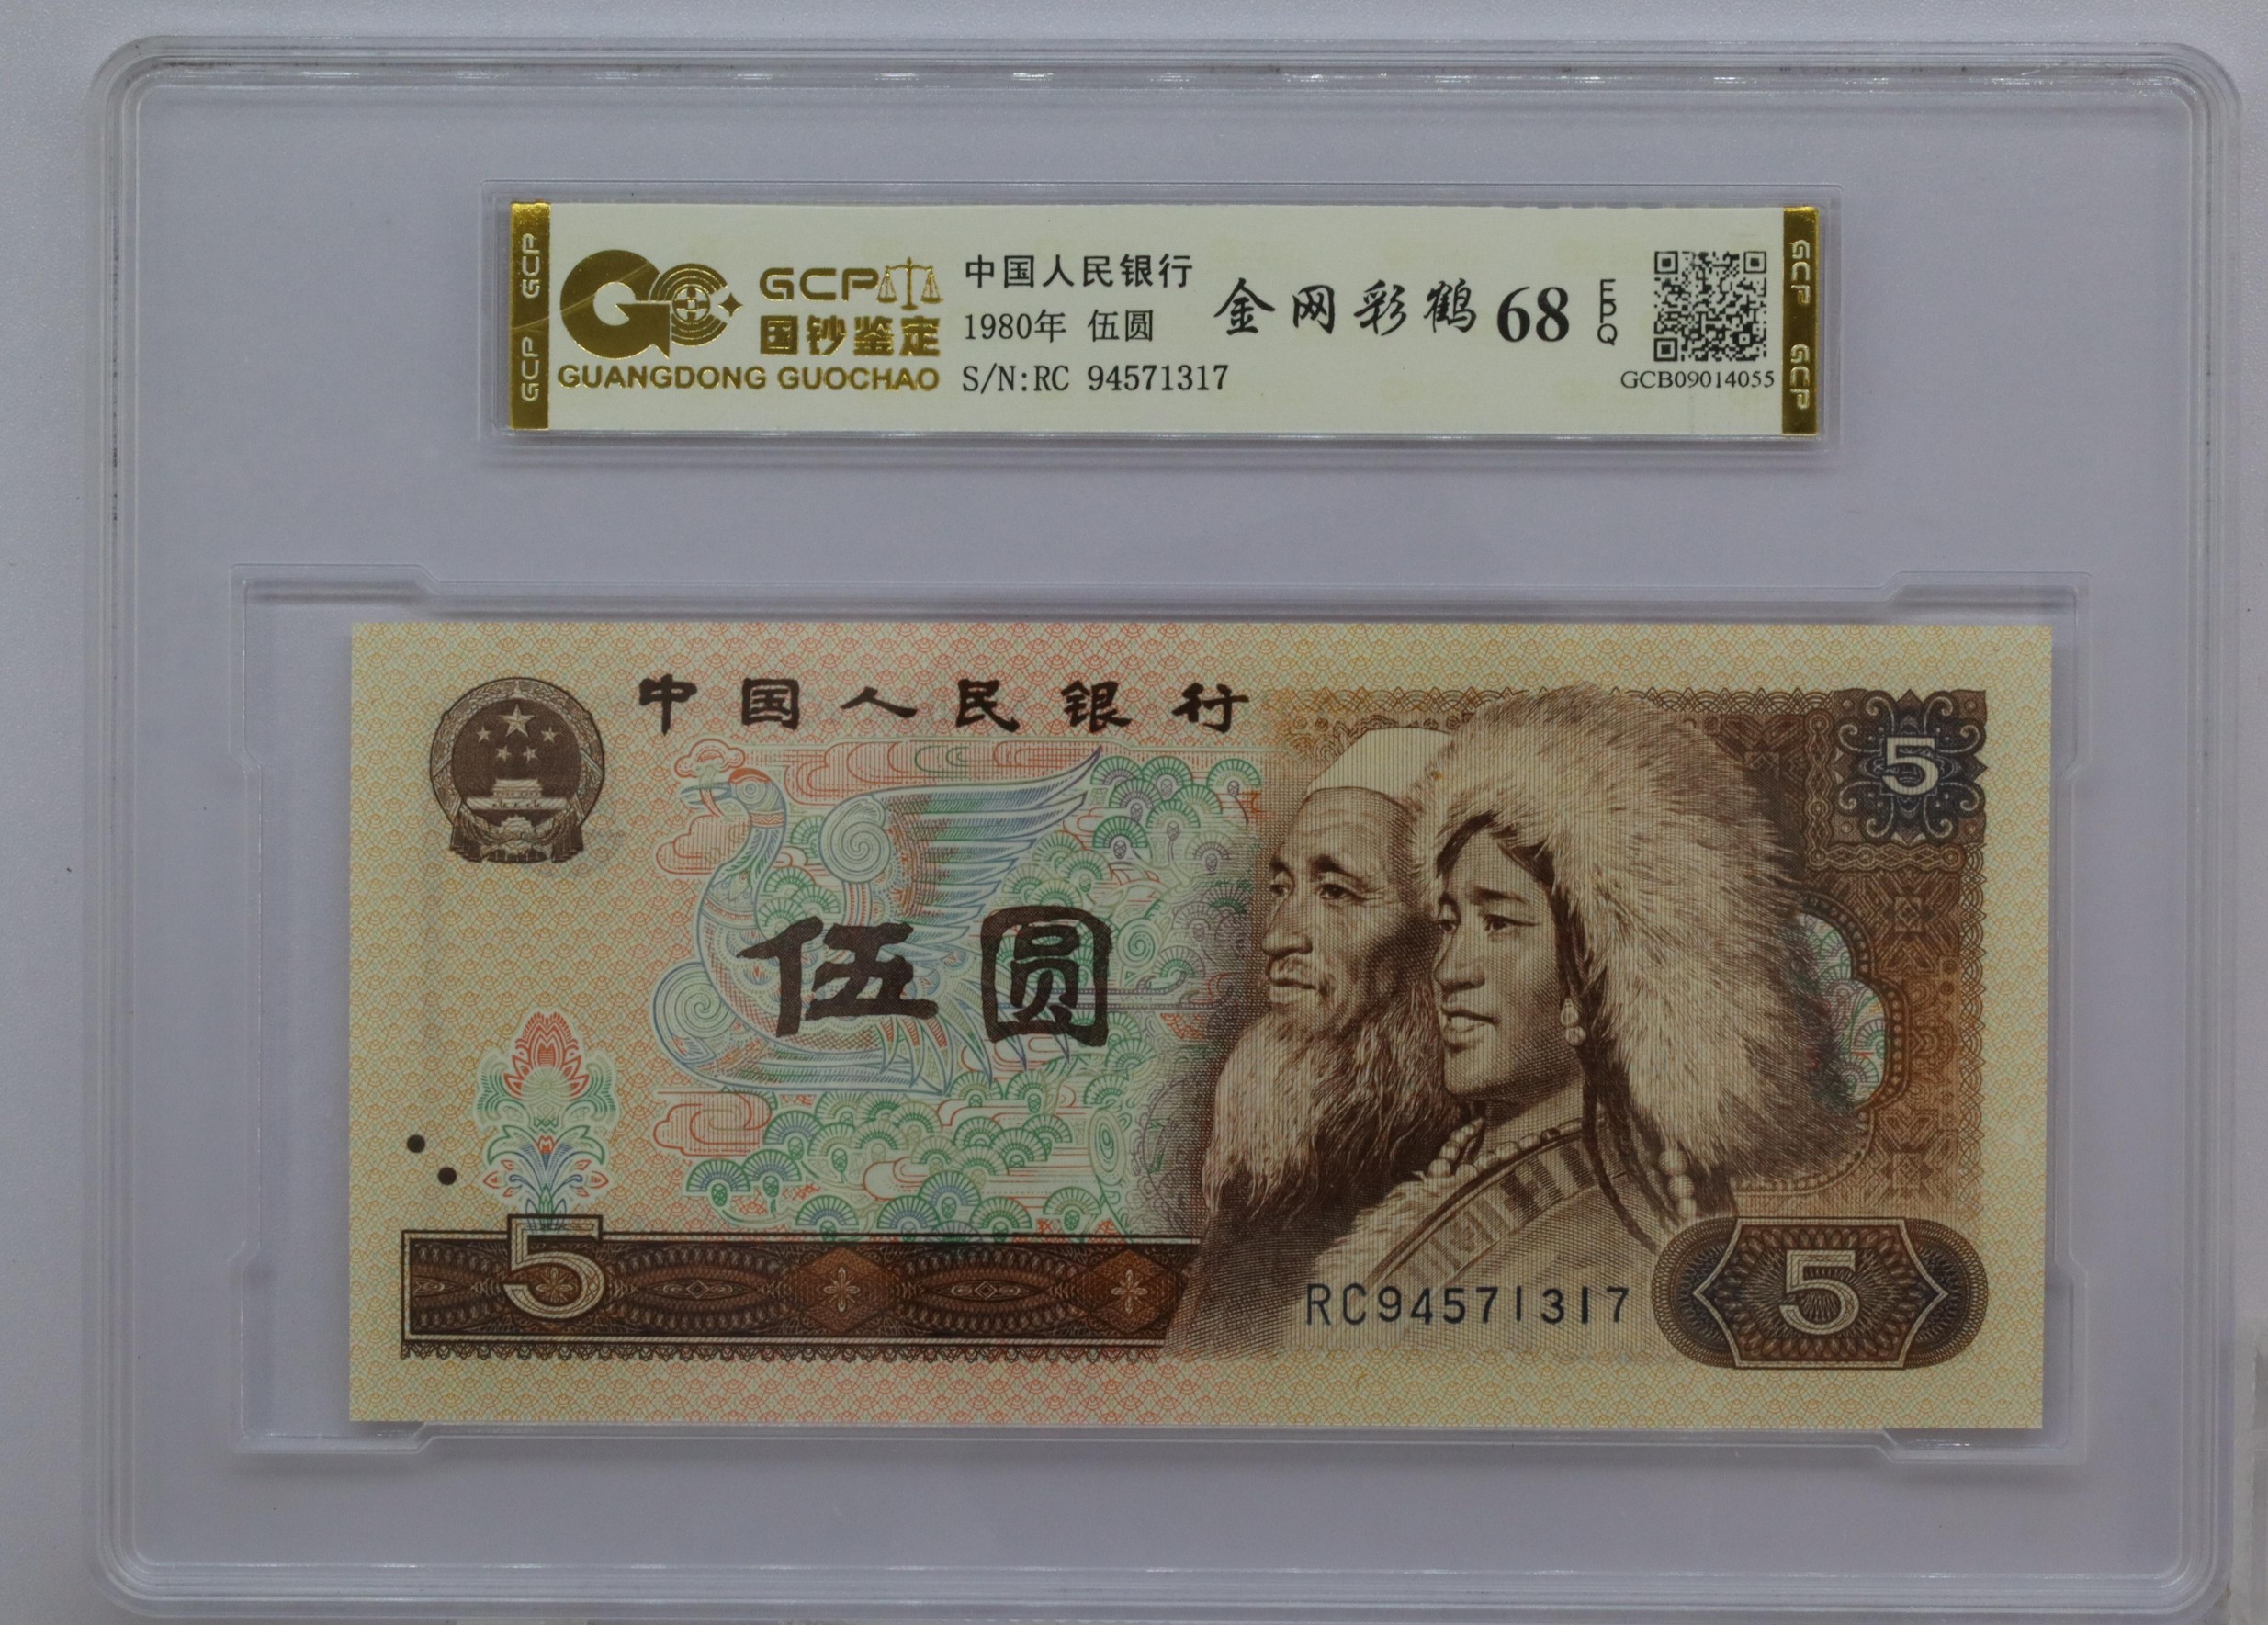 GCP GCP
GCP
国钞鉴定
GUANGDONG GUOCHAO
中国人民银行
1980年 伍圆
S/N:RC 94571317
金网彩鹤 68 EPQ
GCB09014055
GCP GCP
中国人民银行
5
伍圆
5
RC94571317
5